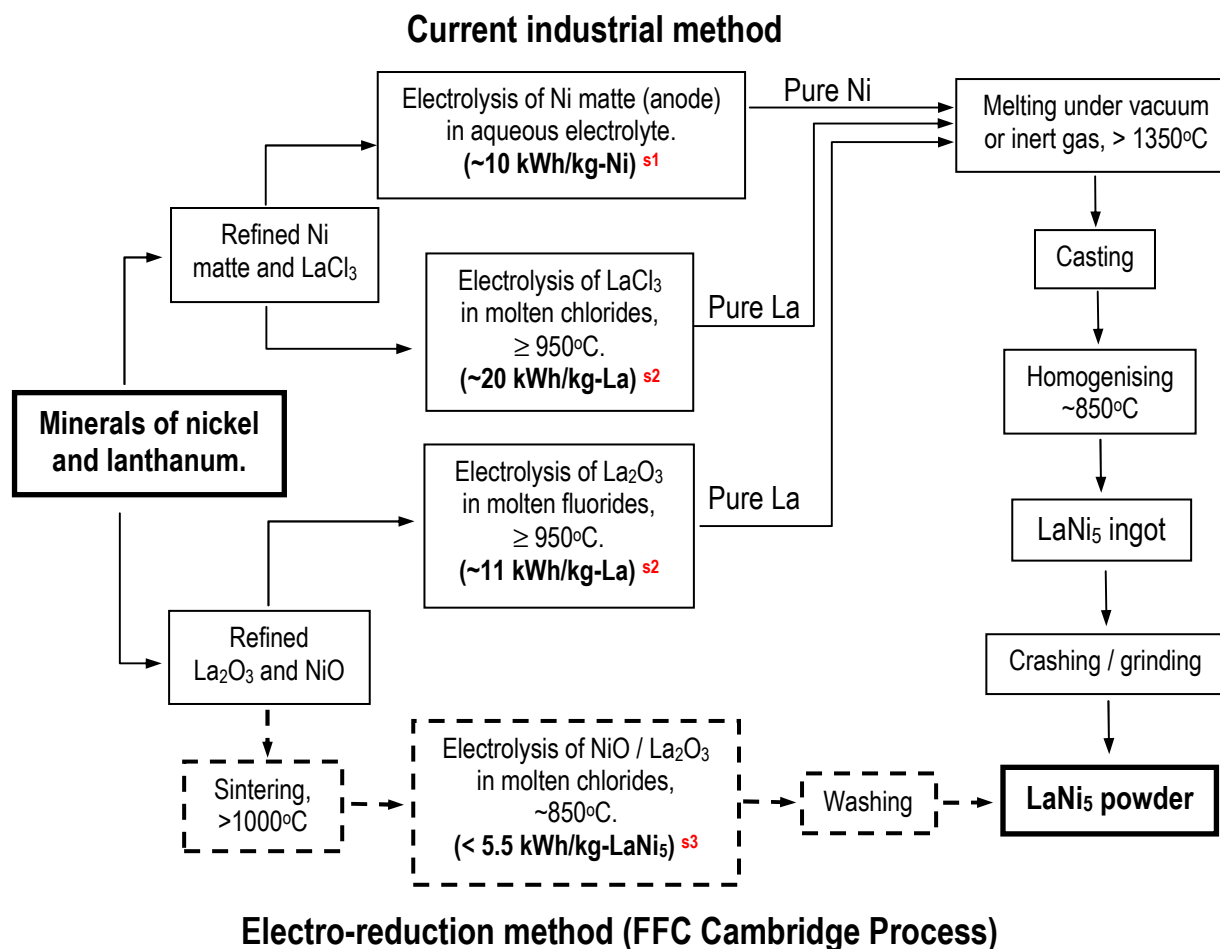 Current industrial method
Electrolysis of Ni matte (anode)
in aqueous electrolyte.
(~10 kWh/kg-Ni) s1
Pure Ni
Melting under vacuum
or inert gas, > 1350oC
Refined Ni
matte and LaCl3
Electrolysis of LaCl3
in molten chlorides,
≥ 950oC.
(~20 kWh/kg-La) s2
Pure La
Casting
Homogenising
~850oC
Minerals of nickel
and lanthanum.
Electrolysis of La2O3
in molten fluorides,
≥ 950oC.
(~11 kWh/kg-La) s2
Pure La
LaNi5 ingot
Refined
La2O3 and NiO
Crashing / grinding
Sintering,
>1000oC
Electrolysis of NiO / La2O3
in molten chlorides,
~850oC.
(< 5.5 kWh/kg-LaNi5) s3
Washing
LaNi5 powder
Electro-reduction method (FFC Cambridge Process)